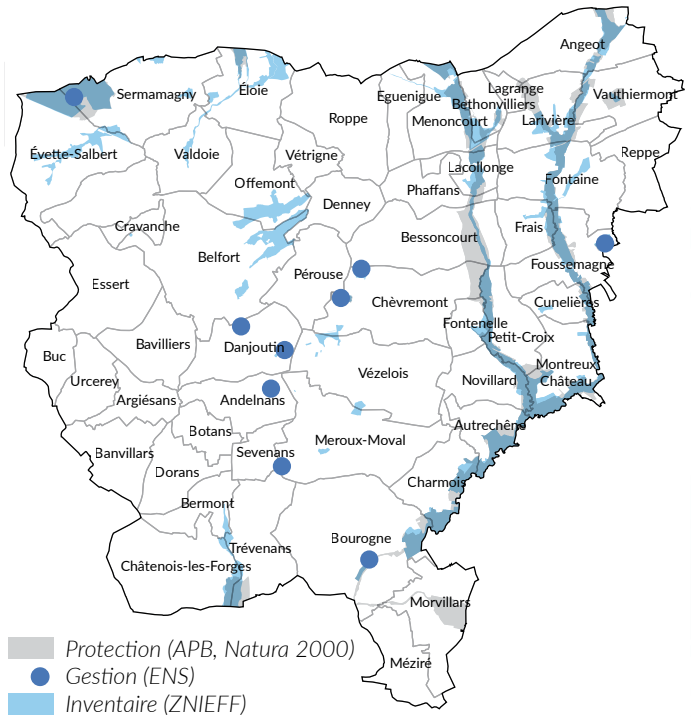 Angeot
Sermamagny
Éloie
Eguenigue
Lagrange
Vauthiermont
Bethonvilliers
Roppe
Menoncourt
Larivière
Évette-Salbert
Valdoie
Vétrigne
Reppe
Lacollonge
Offemont
Phaffans
Fontaine
Denney
Cravanche
Frais
Bessoncourt
Belfort
Pérouse
Foussemagne
Essert
Chèvremont
Cunelières
Fontenelle
Petit-Croix
Buc
Bavilliers
Danjoutin
Montreux
Château
Vézelois
Novillard
Urcerey
Argiésans
Andelnans
Autrechêne
Botans
Meroux-Moval
Banvillars
Sevenans
Dorans
Charmois
Bermont
Bourogne
Trévenans
Châtenois-les-Forges
Morvillars
Méziré
Protection (APB, Natura 2000)
Gestion (ENS)
Inventaire (ZNIEFF)